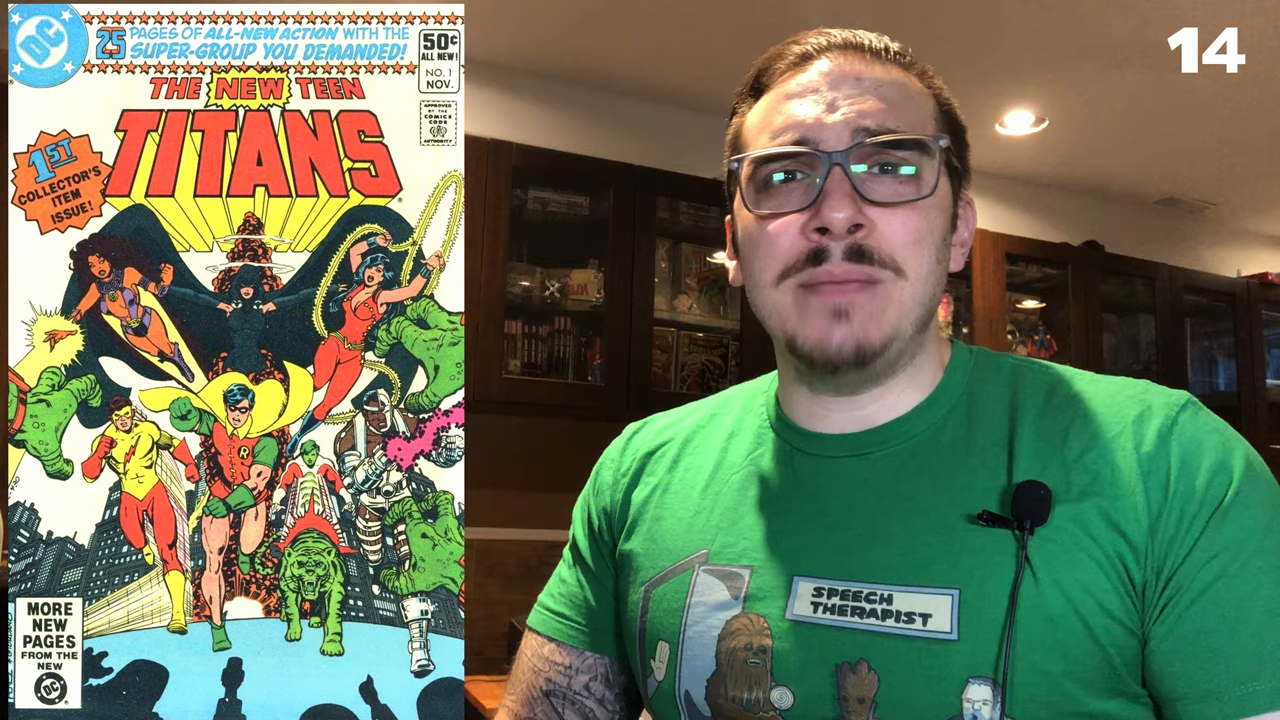 DC
25 PAGES OF ALL-NEW ACTION WITH THE
SUPER-GROUP YOU DEMANDED!
50¢
ALL NEW!
NO. 1
NOV.
APPROVED
BY THE
COMICS
CODE
AUTHORITY
THE NEW TEEN
TITANS
1ST
COLLECTOR'S
ITEM
ISSUE!
R
MORE
NEW
PAGES
FROM THE
NEW
DC
14
SPEECH
THERAPIST